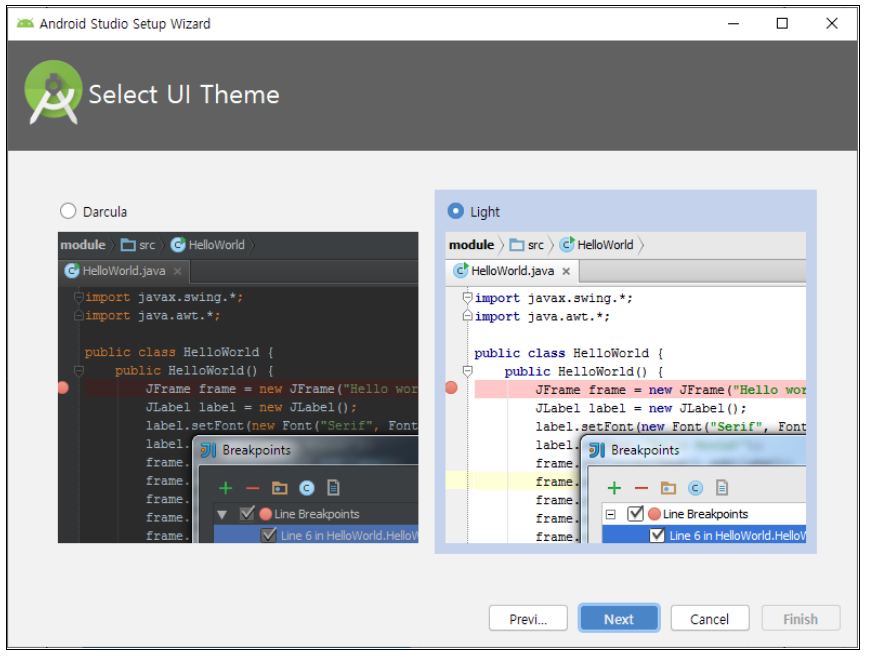 Android Studio Setup Wizard
Select UI Theme
Darcula
module src HelloWorld
HelloWorld.java ×
import javax.swing.*;
import java.awt.*;
public class HelloWorld {
public HelloWorld() {
JFrame frame = new JFrame("Hello wor
JLabel label = new JLabel();
label.setFont(new Font("Serif", Font
label.
frame.
frame.
frame.
frame.
frame.
Breakpoints
Line Breakpoints
Line 6 in HelloWorld.HelloW
Light
module src HelloWorld
HelloWorld.java ×
import javax.swing.*;
import java.awt.*;
public class HelloWorld {
public HelloWorld() {
JFrame frame = new JFrame("Hello wor
JLabel label = new JLabel();
label.setFont(new Font("Serif", Font
label.
frame.
frame.
frame.
frame.
frame.
Breakpoints
Line Breakpoints
Line 6 in HelloWorld.HelloW
Previ... Next Cancel Finish